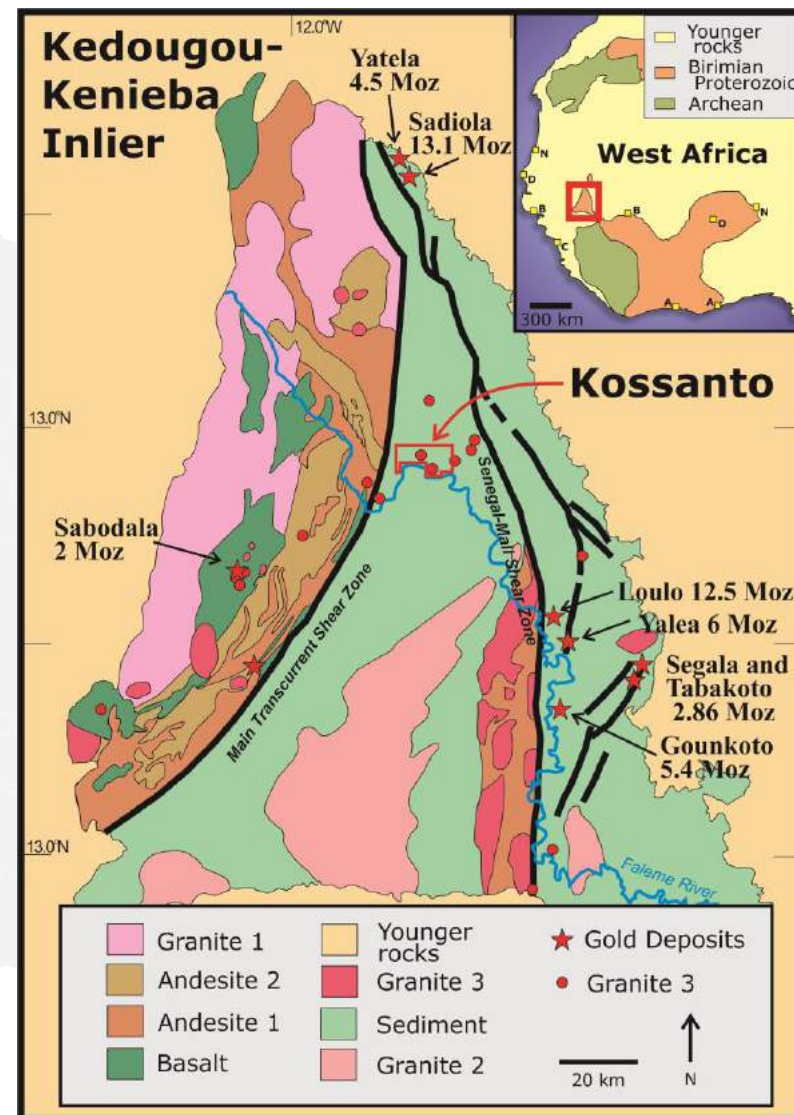 12.0°W
Kedougou-
Kenieba
Inlier
Yatela
4.5 Moz
Sadiola
13.1 Moz
Younger
rocks
Birimian
Proterozoic
Archean
West Africa
N
D
B
C
B
O
N
A
A
300 km
Kossanto
13.0°N
Sabodala
2 Moz
Main Transcurrent Shear Zone
Senegal-Mali Shear Zone
Loulo 12.5 Moz
Yalea 6 Moz
Segala and
Tabakoto
2.86 Moz
Gounkoto
5.4 Moz
13.0°N
Faleme River
Granite 1
Andesite 2
Andesite 1
Basalt
Younger
rocks
Granite 3
Sediment
Granite 2
Gold Deposits
Granite 3
20 km
N